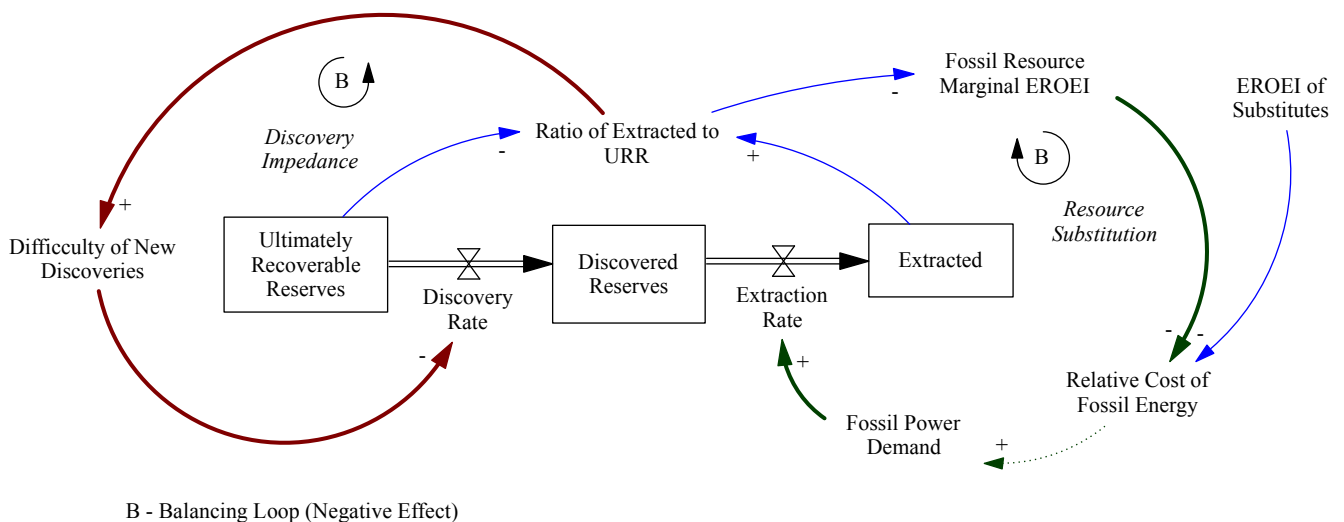 B
Discovery
Impedance
Ratio of Extracted to
URR
Fossil Resource
Marginal EROEI
EROEI of
Substitutes
B
Resource
Substitution
-
-
+
+
Difficculty of New
Discoveries
Ultimately
Recoverable
Reserves
Discovery
Rate
Discovered
Reserves
Extraction
Rate
Extracted
-
+
-
-
Relative Cost of
Fossil Energy
Fossil Power
Demand
+
B - Balancing Loop (Negative Effect)